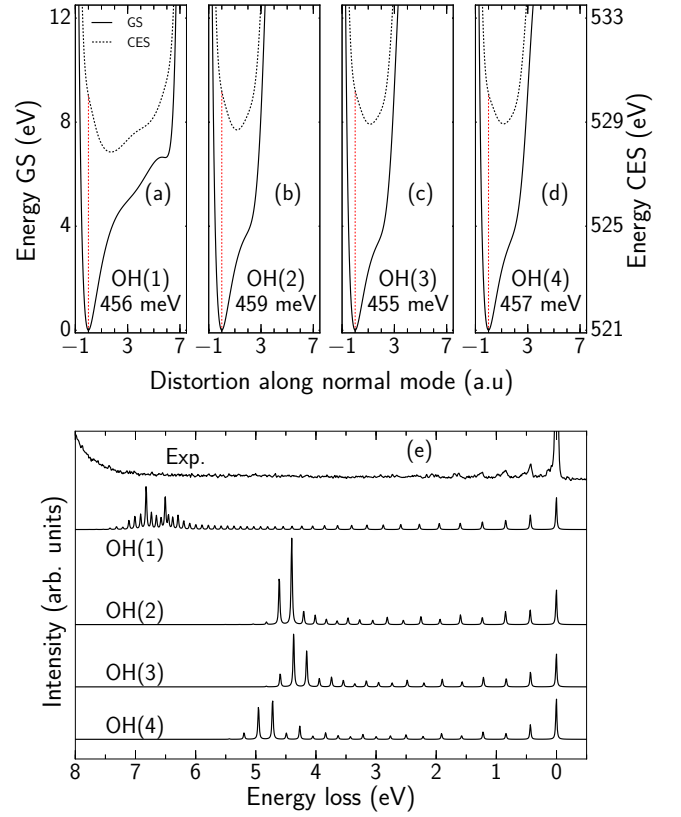 12
8
4
0
Energy GS (eV)
GS
CES
(a)
OH(1)
456 meV
(b)
OH(2)
459 meV
(c)
OH(3)
455 meV
(d)
OH(4)
457 meV
533
529
525
521
Energy CES (eV)
−1 3 7 −1 3 7 −1 3 7 −1 3 7
Distortion along normal mode (a.u)
(e)
Exp.
OH(1)
OH(2)
OH(3)
OH(4)
Intensity (arb. units)
8 7 6 5 4 3 2 1 0
Energy loss (eV)